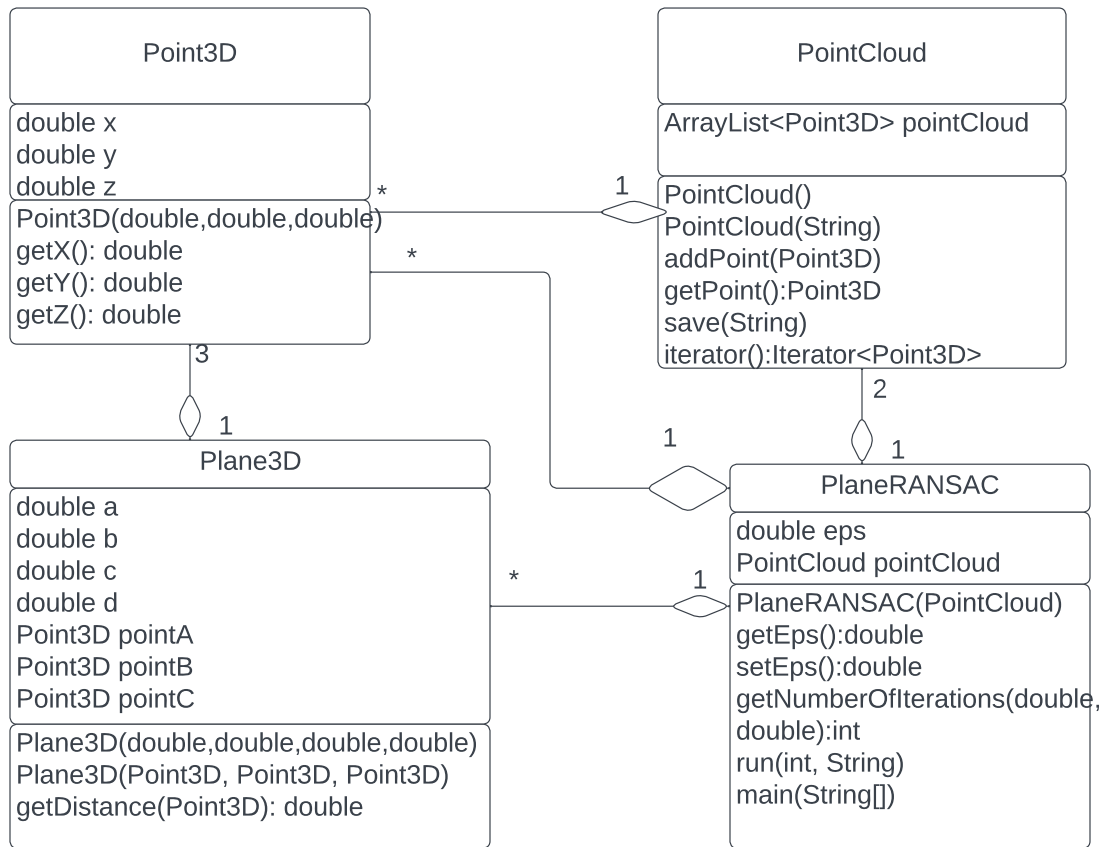 Point3D
double x
double y
double z
Point3D(double,double,double)
getX(): double
getY(): double
getZ(): double
PointCloud
ArrayList<Point3D> pointCloud
PointCloud()
PointCloud(String)
addPoint(Point3D)
getPoint():Point3D
save(String)
iterator():Iterator<Point3D>
*
1
*
1
3
1
2
1
*
1
Plane3D
double a
double b
double c
double d
Point3D pointA
Point3D pointB
Point3D pointC
Plane3D(double,double,double,double)
Plane3D(Point3D, Point3D, Point3D)
getDistance(Point3D): double
PlaneRANSAC
double eps
PointCloud pointCloud
PlaneRANSAC(PointCloud)
getEps():double
setEps():double
getNumberOfIterations(double,
double):int
run(int, String)
main(String[])